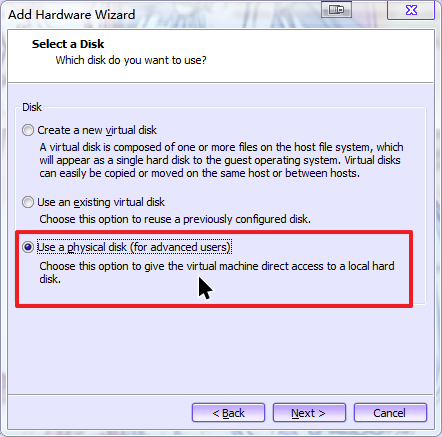 Add Hardware Wizard
Select a Disk
Which disk do you want to use?
Disk
Create a new virtual disk
A virtual disk is composed of one or more files on the host file system, which
will appear as a single hard disk to the guest operating system. Virtual disks
can easily be copied or moved on the same host or between hosts.
Use an existing virtual disk
Choose this option to reuse a previously configured disk.
Use a physical disk (for advanced users)
Choose this option to give the virtual machine direct access to a local hard
disk.
< Back Next > Cancel